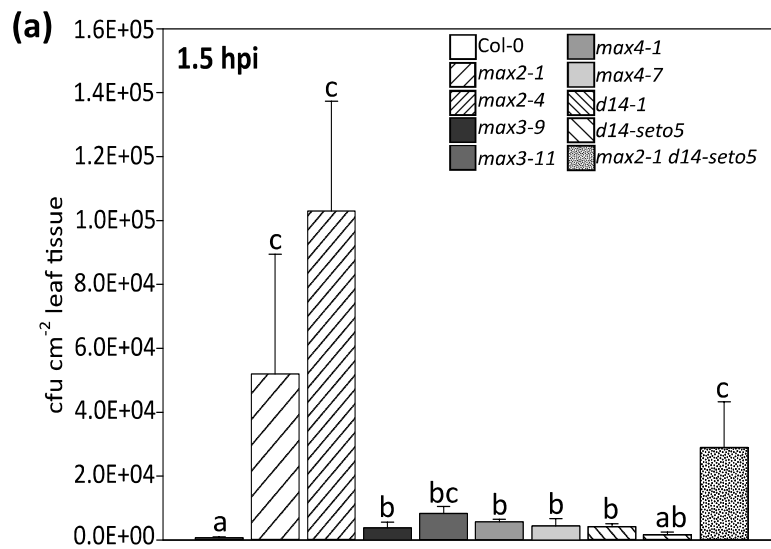 (a)
1.5 hpi
cfu cm-2 leaf tissue
1.6E+05
1.4E+05
1.2E+05
1.0E+05
8.0E+04
6.0E+04
4.0E+04
2.0E+04
0.0E+00
Col-0
max2-1
max2-4
max3-9
max3-11
max4-1
max4-7
d14-1
d14-seto5
max2-1 d14-seto5
a
c
c
b
bc
b
b
b
ab
c